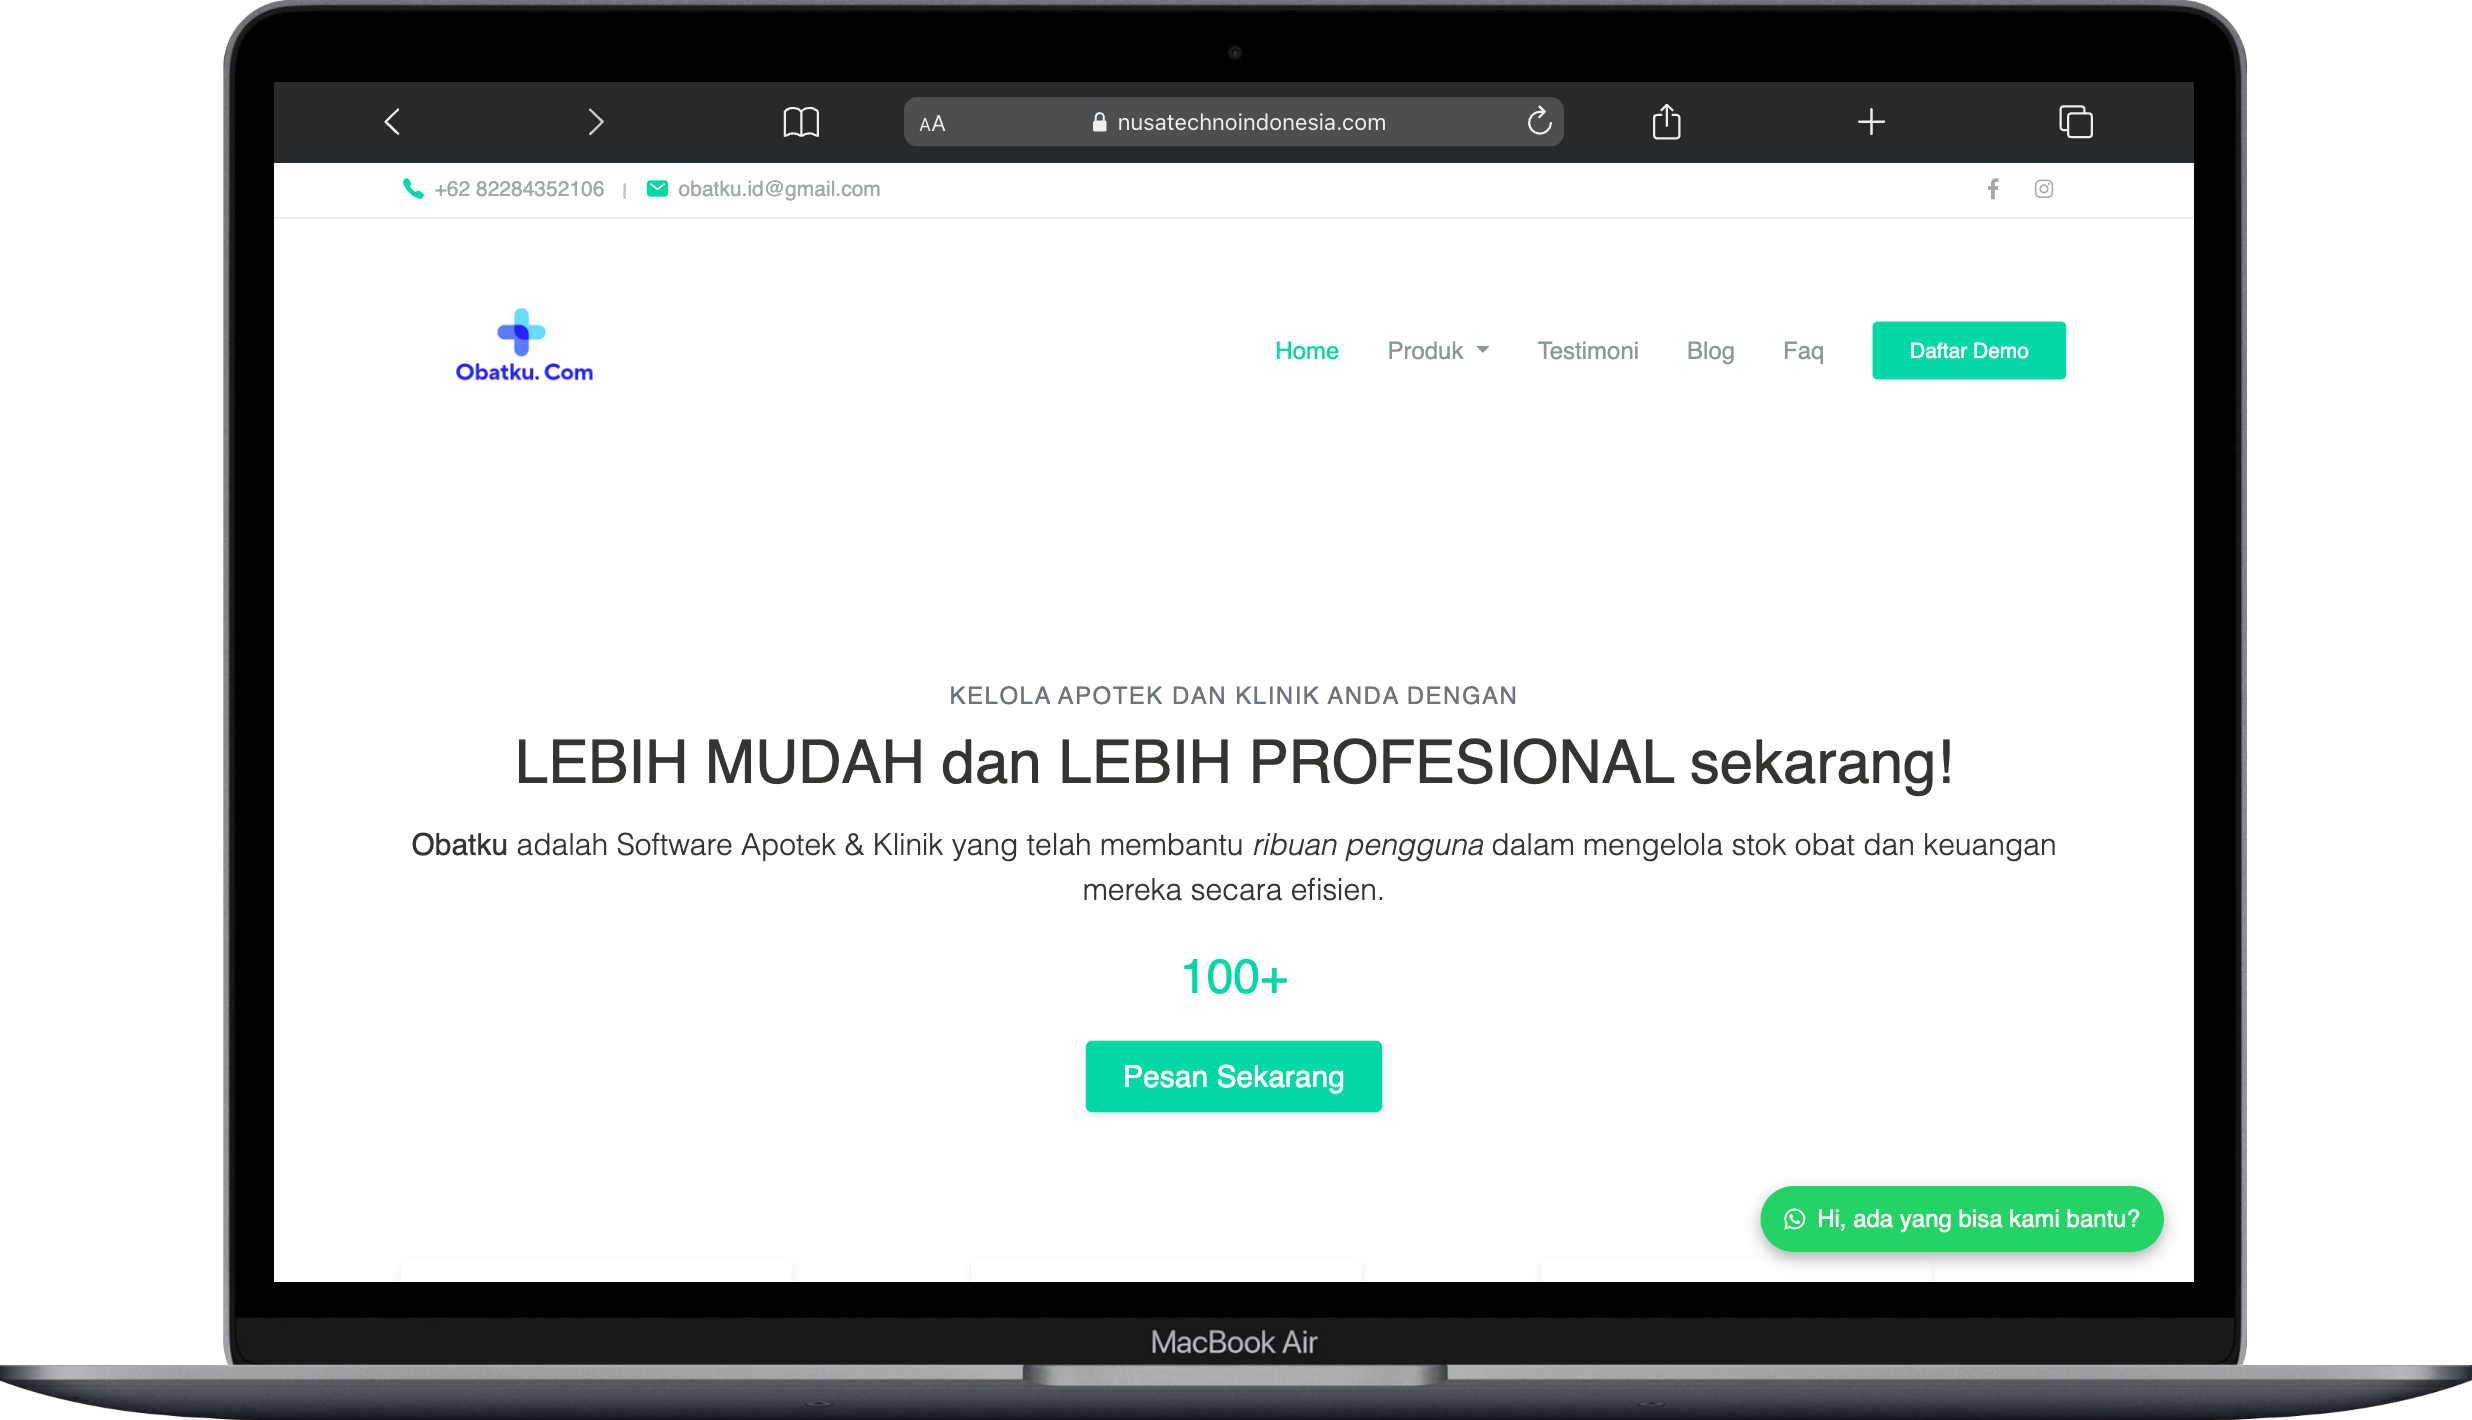 AA nusatechnoindonesia.com
+62 82284352106 | obatku.id@gmail.com
Obatku. Com
Home Produk Testimoni Blog Faq Daftar Demo
KELOLA APOTEK DAN KLINIK ANDA DENGAN
LEBIH MUDAH dan LEBIH PROFESIONAL sekarang!
Obatku adalah Software Apotek & Klinik yang telah membantu ribuan pengguna dalam mengelola stok obat dan keuangan
mereka secara efisien.
100+
Pesan Sekarang
Hi, ada yang bisa kami bantu?
MacBook Air